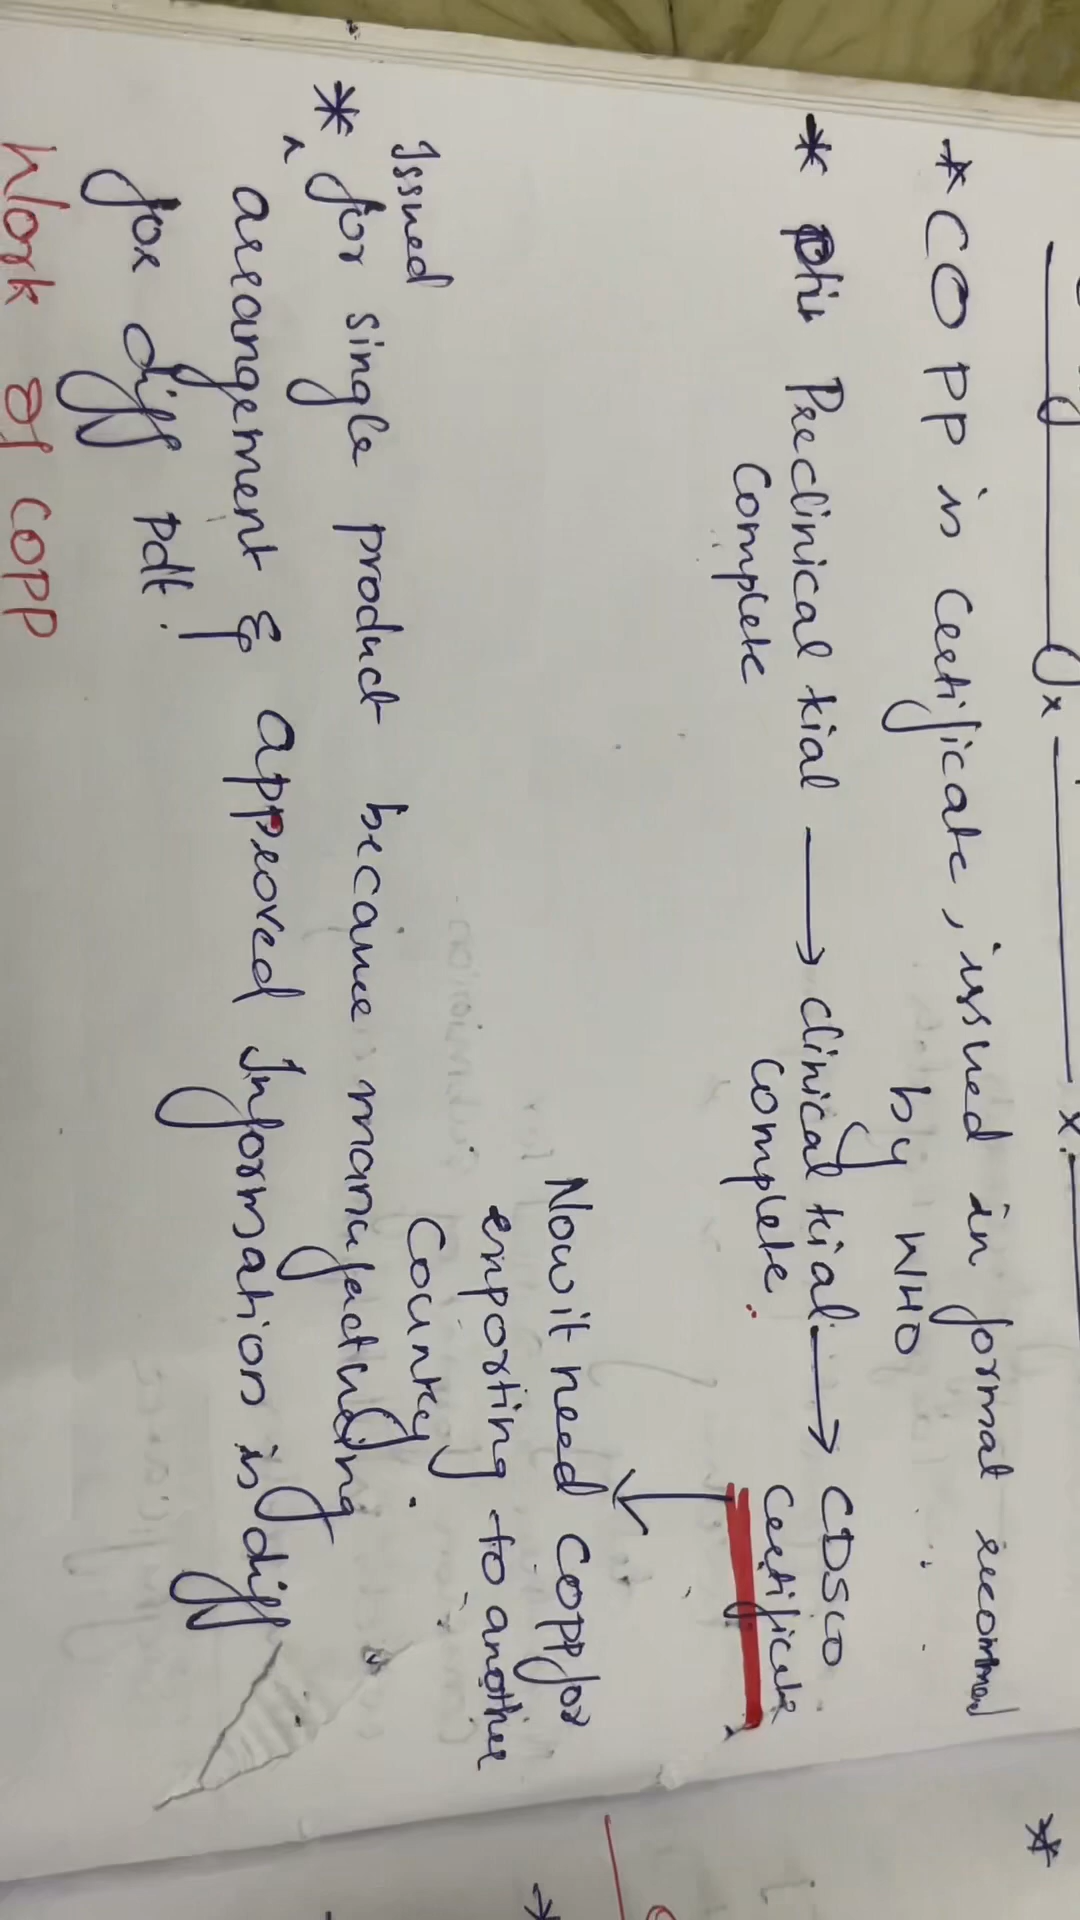 * COPP is certificate, issued in format recommend
by WHO
* Preclinical trial → clinical trial → CDSCO
complete complete. certificate
Now it need COPP for
exporting to another
Country.
Issued
* ^ for single product because manufacturing
arrangement & approved Information is diff
for diff pdt.
Work of COPP